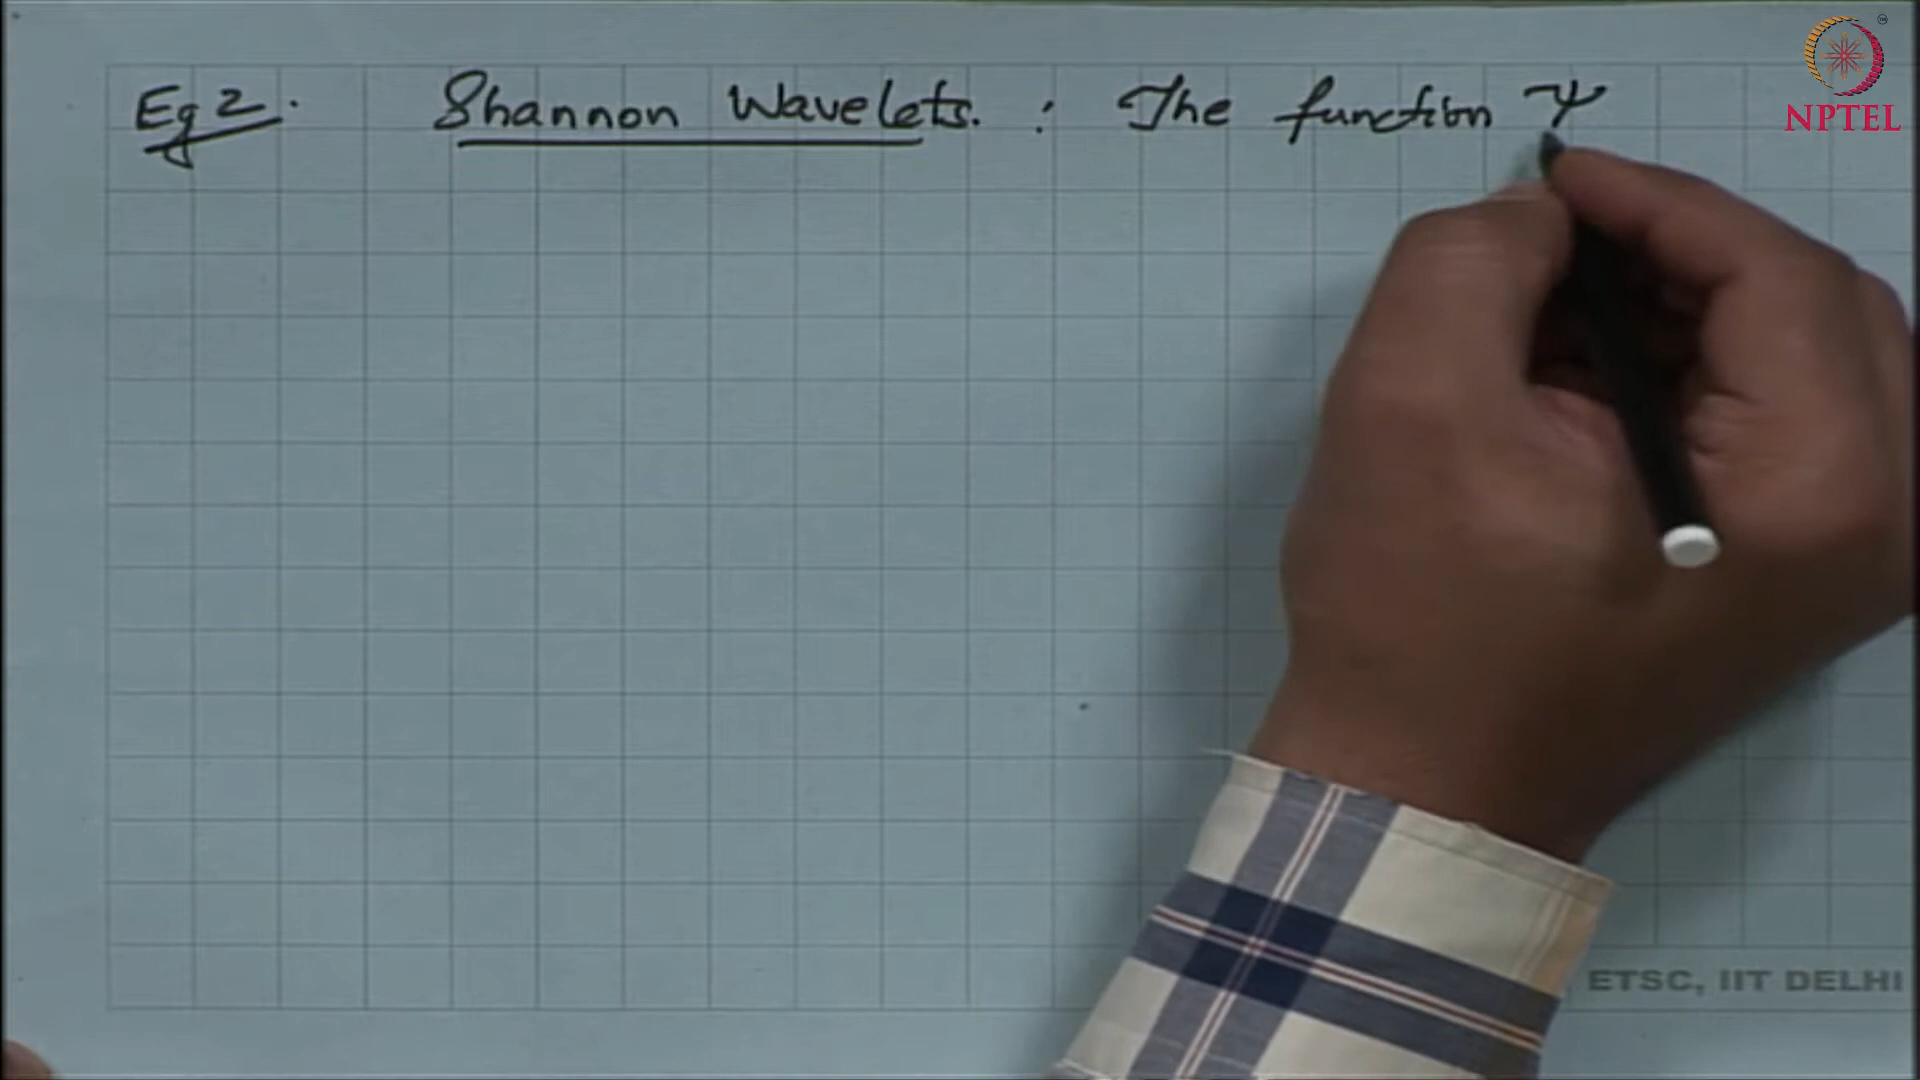 Eg 2. Shannon Wavelets. : The function ψ
NPTEL
ETSC, IIT DELHI